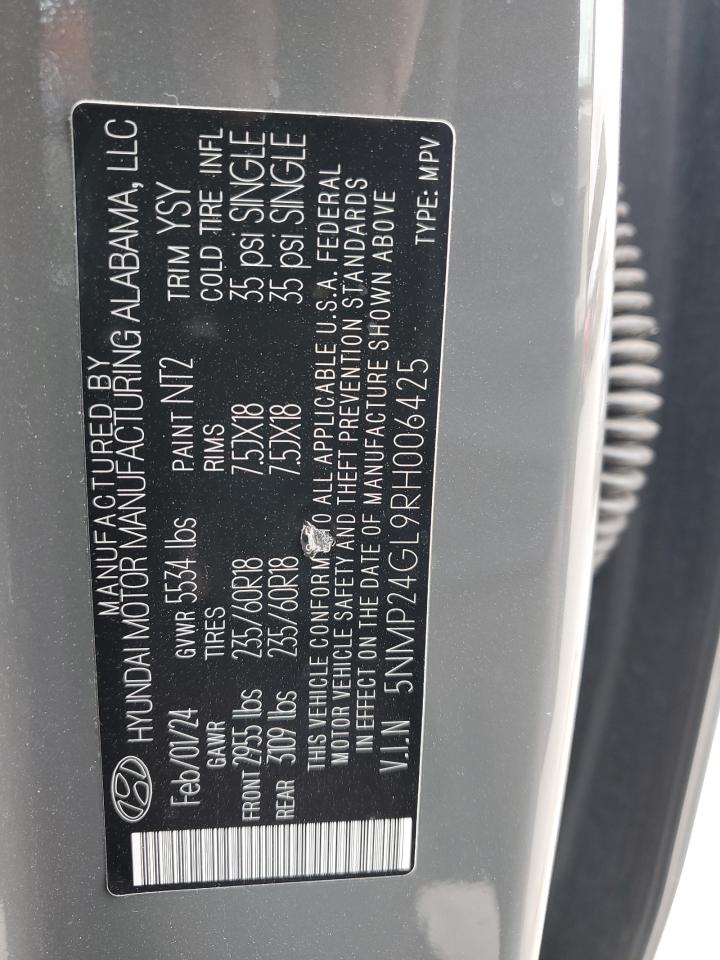 MANUFACTURED BY
HYUNDAI MOTOR MANUFACTURING ALABAMA, LLC
Feb/01/24 GVWR 5534 lbs PAINT NT2 TRIM YSY
GAWR TIRES RIMS COLD TIRE INFL
FRONT 2955 lbs 235/60R18 7.5JX18 35 psi SINGLE
REAR 3109 lbs 235/60R18 7.5JX18 35 psi SINGLE
THIS VEHICLE CONFORM O ALL APPLICABLE U.S.A. FEDERAL
MOTOR VEHICLE SAFETY AND THEFT PREVENTION STANDARDS
IN EFFECT ON THE DATE OF MANUFACTURE SHOWN ABOVE
V.I.N 5NMP24GL9RH006425 TYPE: MPV